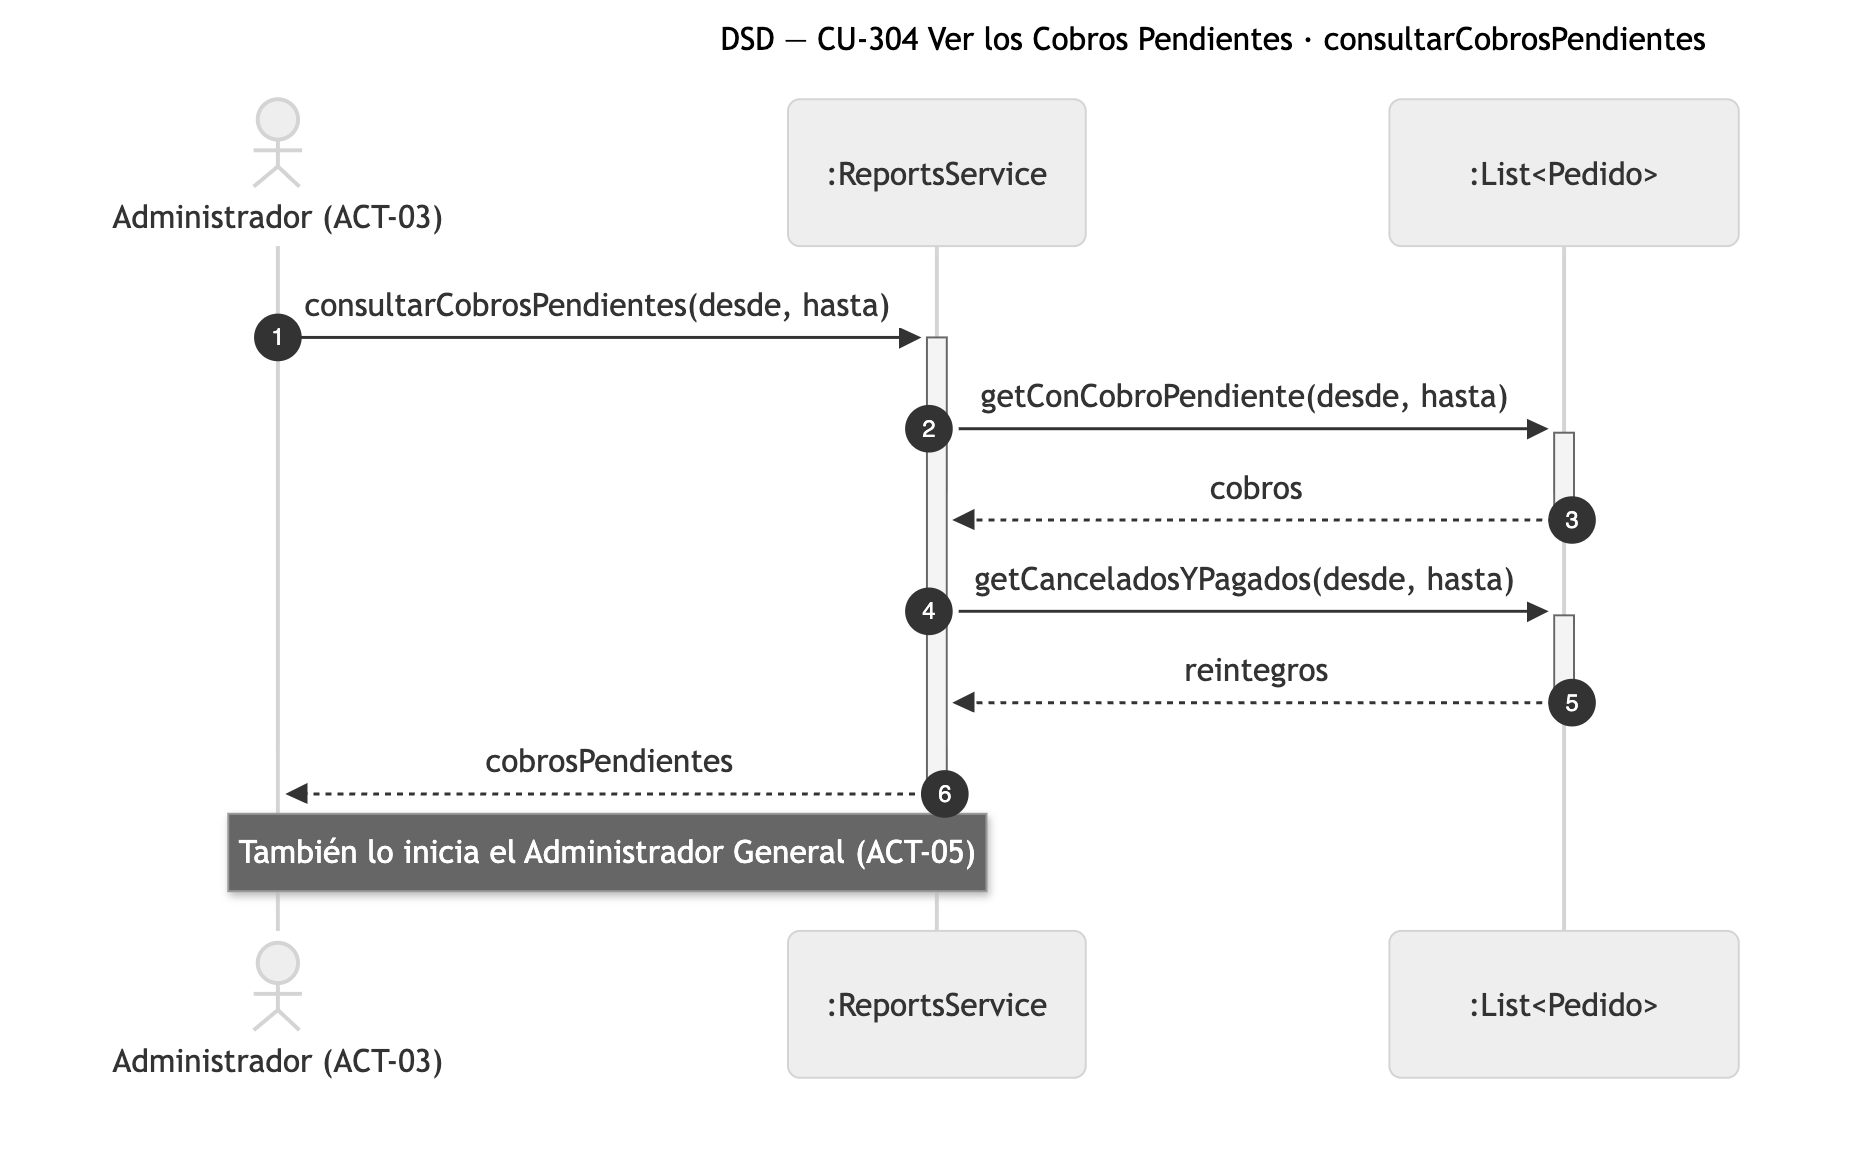 DSD — CU-304 Ver los Cobros Pendientes · consultarCobrosPendientes
Administrador (ACT-03)
:ReportsService
:List<Pedido>
consultarCobrosPendientes(desde, hasta)
1
getConCobroPendiente(desde, hasta)
2
cobros
3
getCanceladosYPagados(desde, hasta)
4
reintegros
5
cobrosPendientes
6
También lo inicia el Administrador General (ACT-05)
Administrador (ACT-03)
:ReportsService
:List<Pedido>